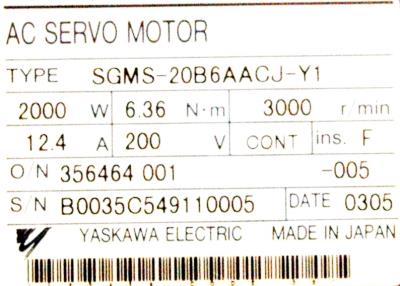 AC SERVO MOTOR
TYPE SGMS-20B6AACJ-Y1
2000 W 6.36 N·m 3000 r/min
12.4 A 200 V CONT ins. F
O/N 356464 001 -005
S/N B0035C549110005 DATE 0305
YASKAWA ELECTRIC MADE IN JAPAN